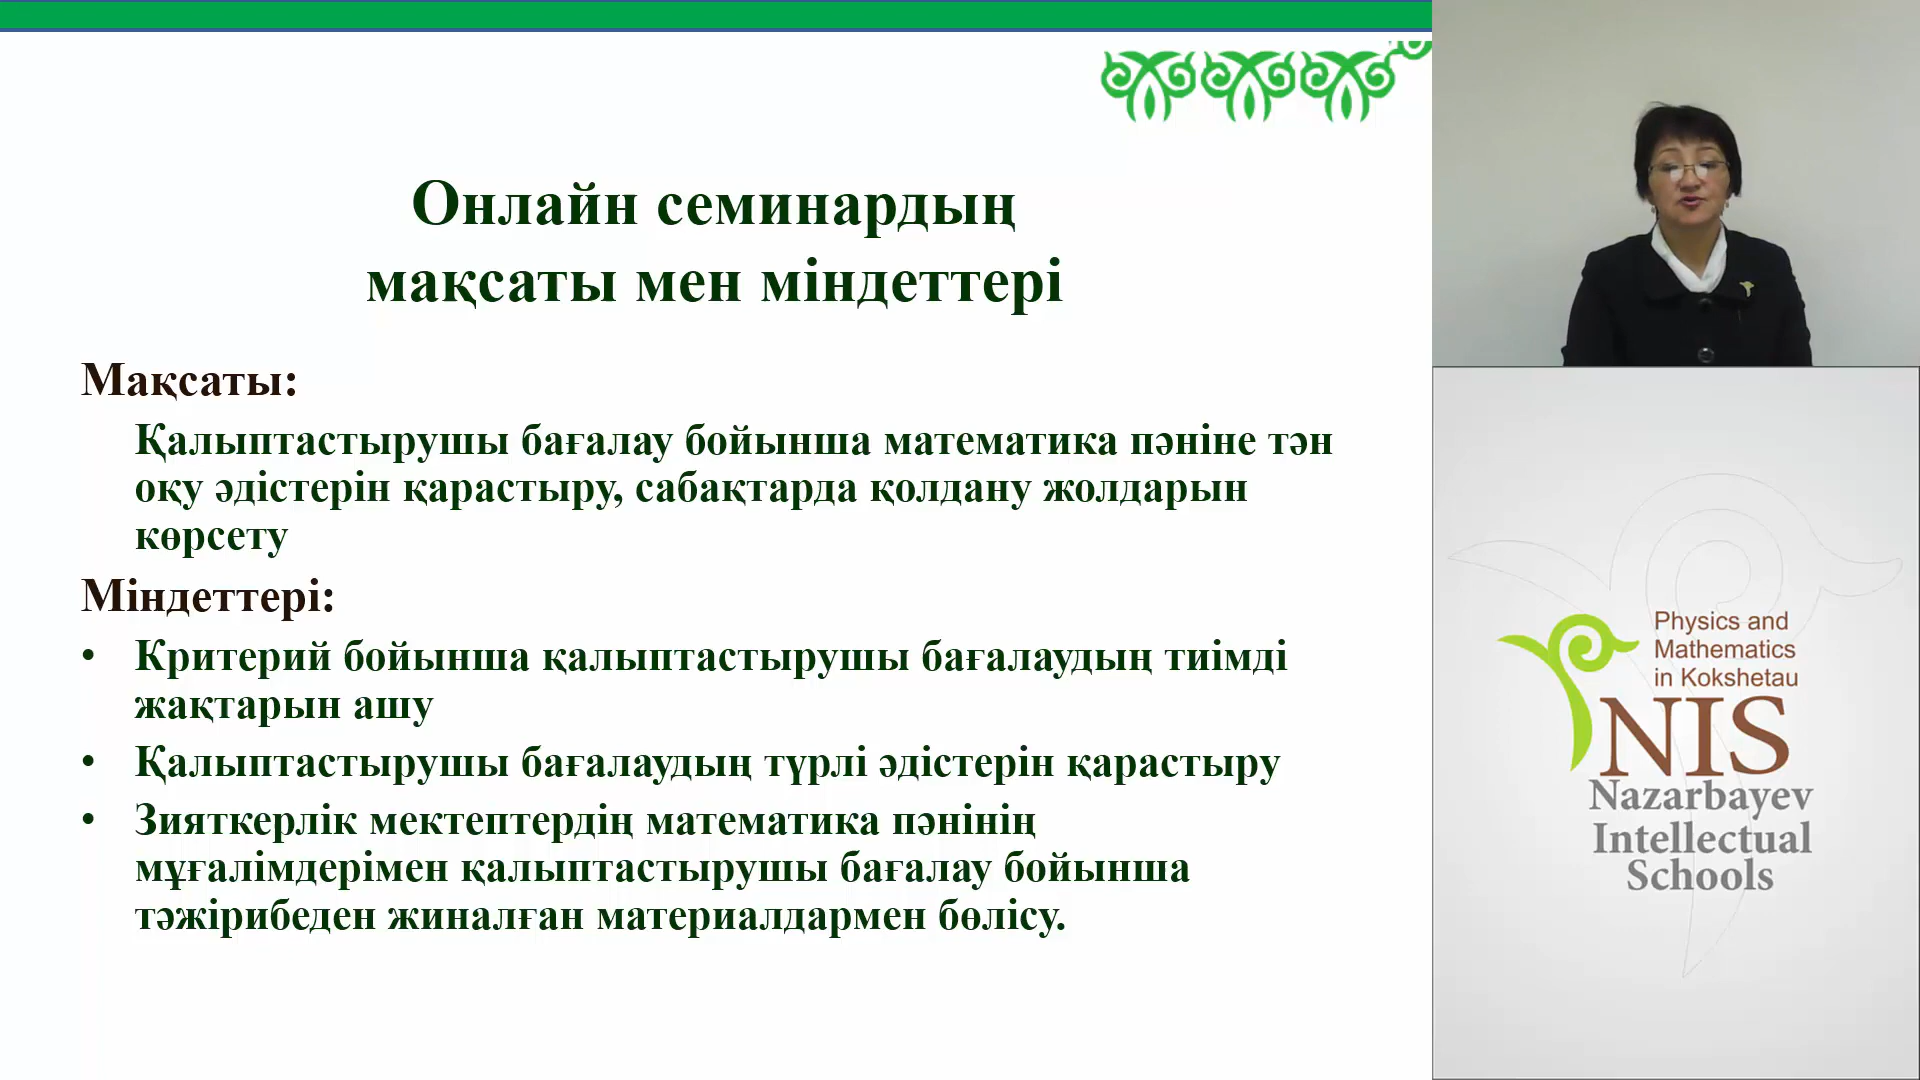 Онлайн семинардың
мақсаты мен міндеттері
Мақсаты:
Қалыптастырушы бағалау бойынша математика пәніне тән
оқу әдістерін қарастыру, сабақтарда қолдану жолдарын
көрсету
Міндеттері:
• Критерий бойынша қалыптастырушы бағалаудың тиімді
жақтарын ашу
• Қалыптастырушы бағалаудың түрлі әдістерін қарастыру
• Зияткерлік мектептердің математика пәнінің
мұғалімдерімен қалыптастырушы бағалау бойынша
тәжірибеден жиналған материалдармен бөлісу.
Physics and
Mathematics
in Kokshetau
NIS
Nazarbayev
Intellectual
Schools